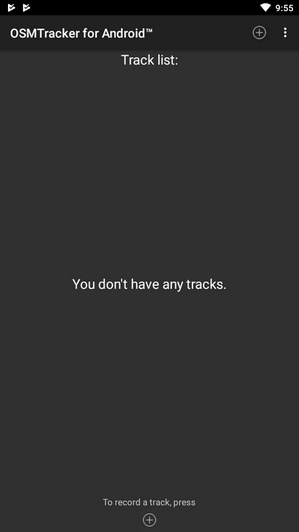 9:55
OSMTracker for Android™
Track list:
You don't have any tracks.
To record a track, press